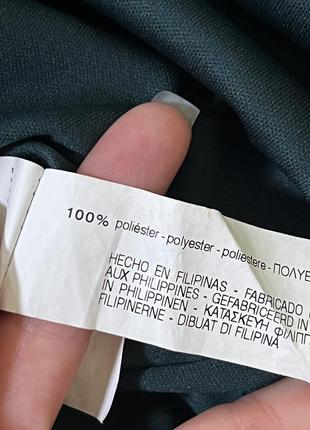 100% poliéster - polyester - poliestere - ΠΟΛΥΕ
HECHO EN FILIPINAS - FABRICADO
AUX PHILIPPINES - GEFABRICEERD IN
IN PHILIPPINEN - ΚΑΤΑΣΚΕΥΗ ΦΙΛΙΠΠ
FILIPINERNE - DIBUAT DI FILIPINA